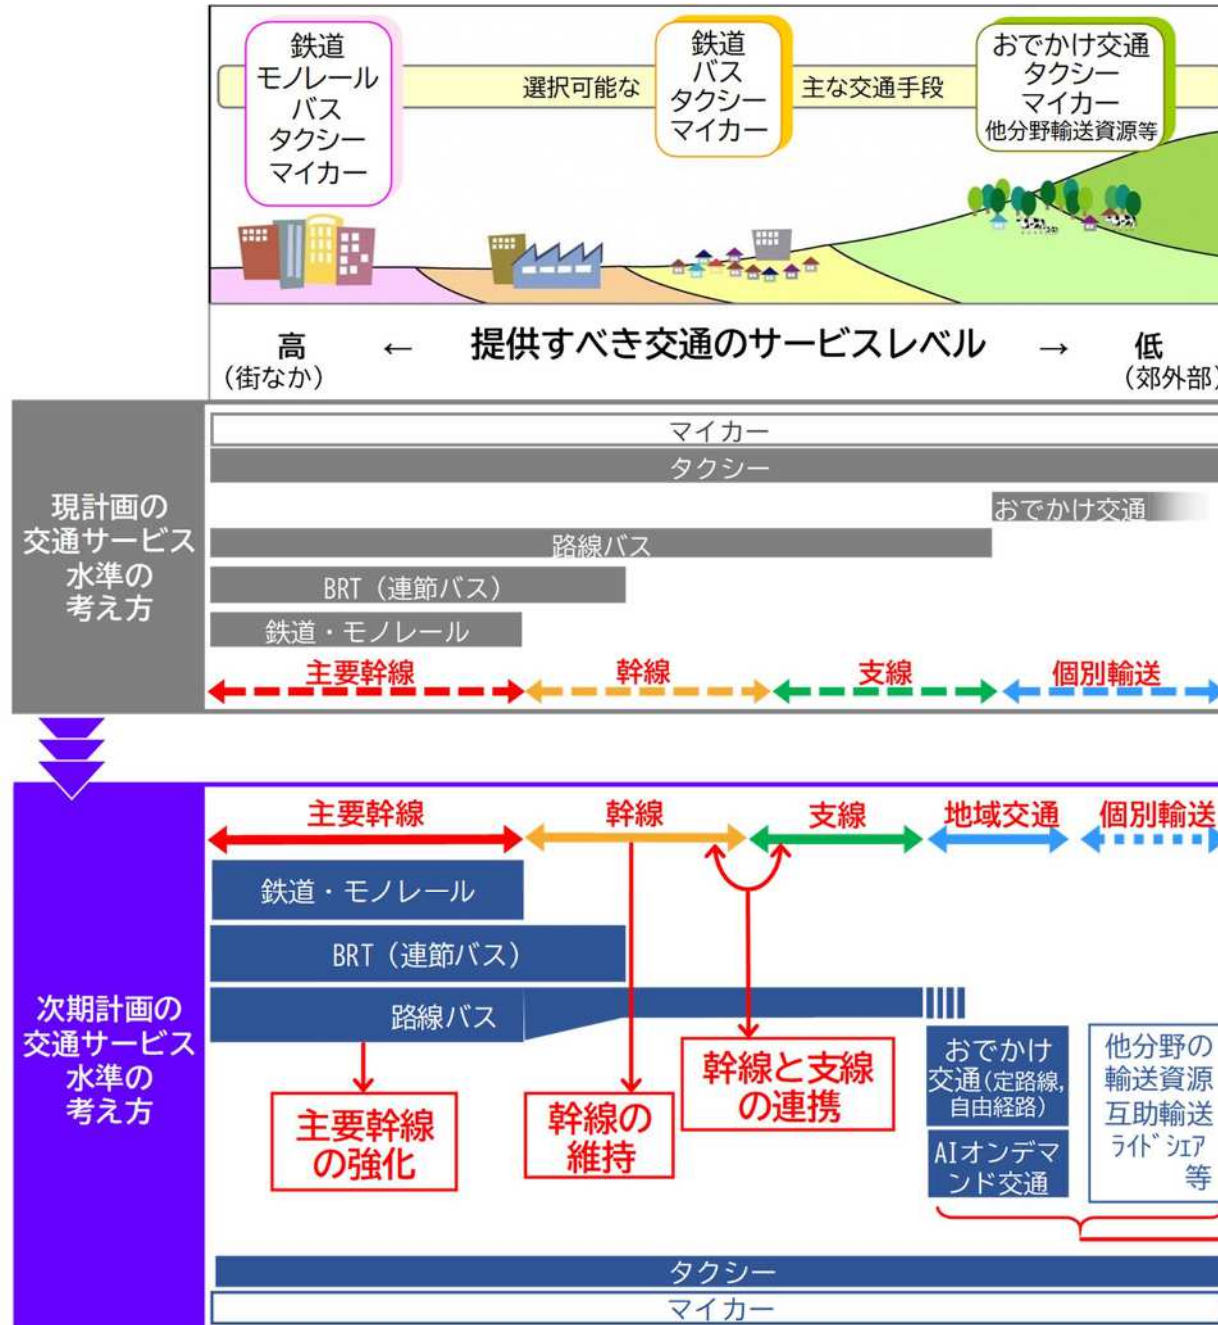 鉄道
モノレール
バス
タクシー
マイカー
選択可能な
鉄道
バス
タクシー
マイカー
主な交通手段
おでかけ交通
タクシー
マイカー
他分野輸送資源等
高
(街なか)
←
提供すべき交通のサービスレベル
→
低
(郊外部)
現計画の
交通サービス
水準の
考え方
マイカー
タクシー
おでかけ交通
路線バス
BRT(連節バス)
鉄道・モノレール
主要幹線
幹線
支線
個別輸送
次期計画の
交通サービス
水準の
考え方
主要幹線
幹線
支線
地域交通
個別輸送
鉄道・モノレール
BRT(連節バス)
路線バス
主要幹線
の強化
幹線の
維持
幹線と支線
の連携
おでかけ
交通(定路線,
自由経路)
AIオンデマ
ンド交通
他分野の
輸送資源
互助輸送
ライドシェア
等
タクシー
マイカー